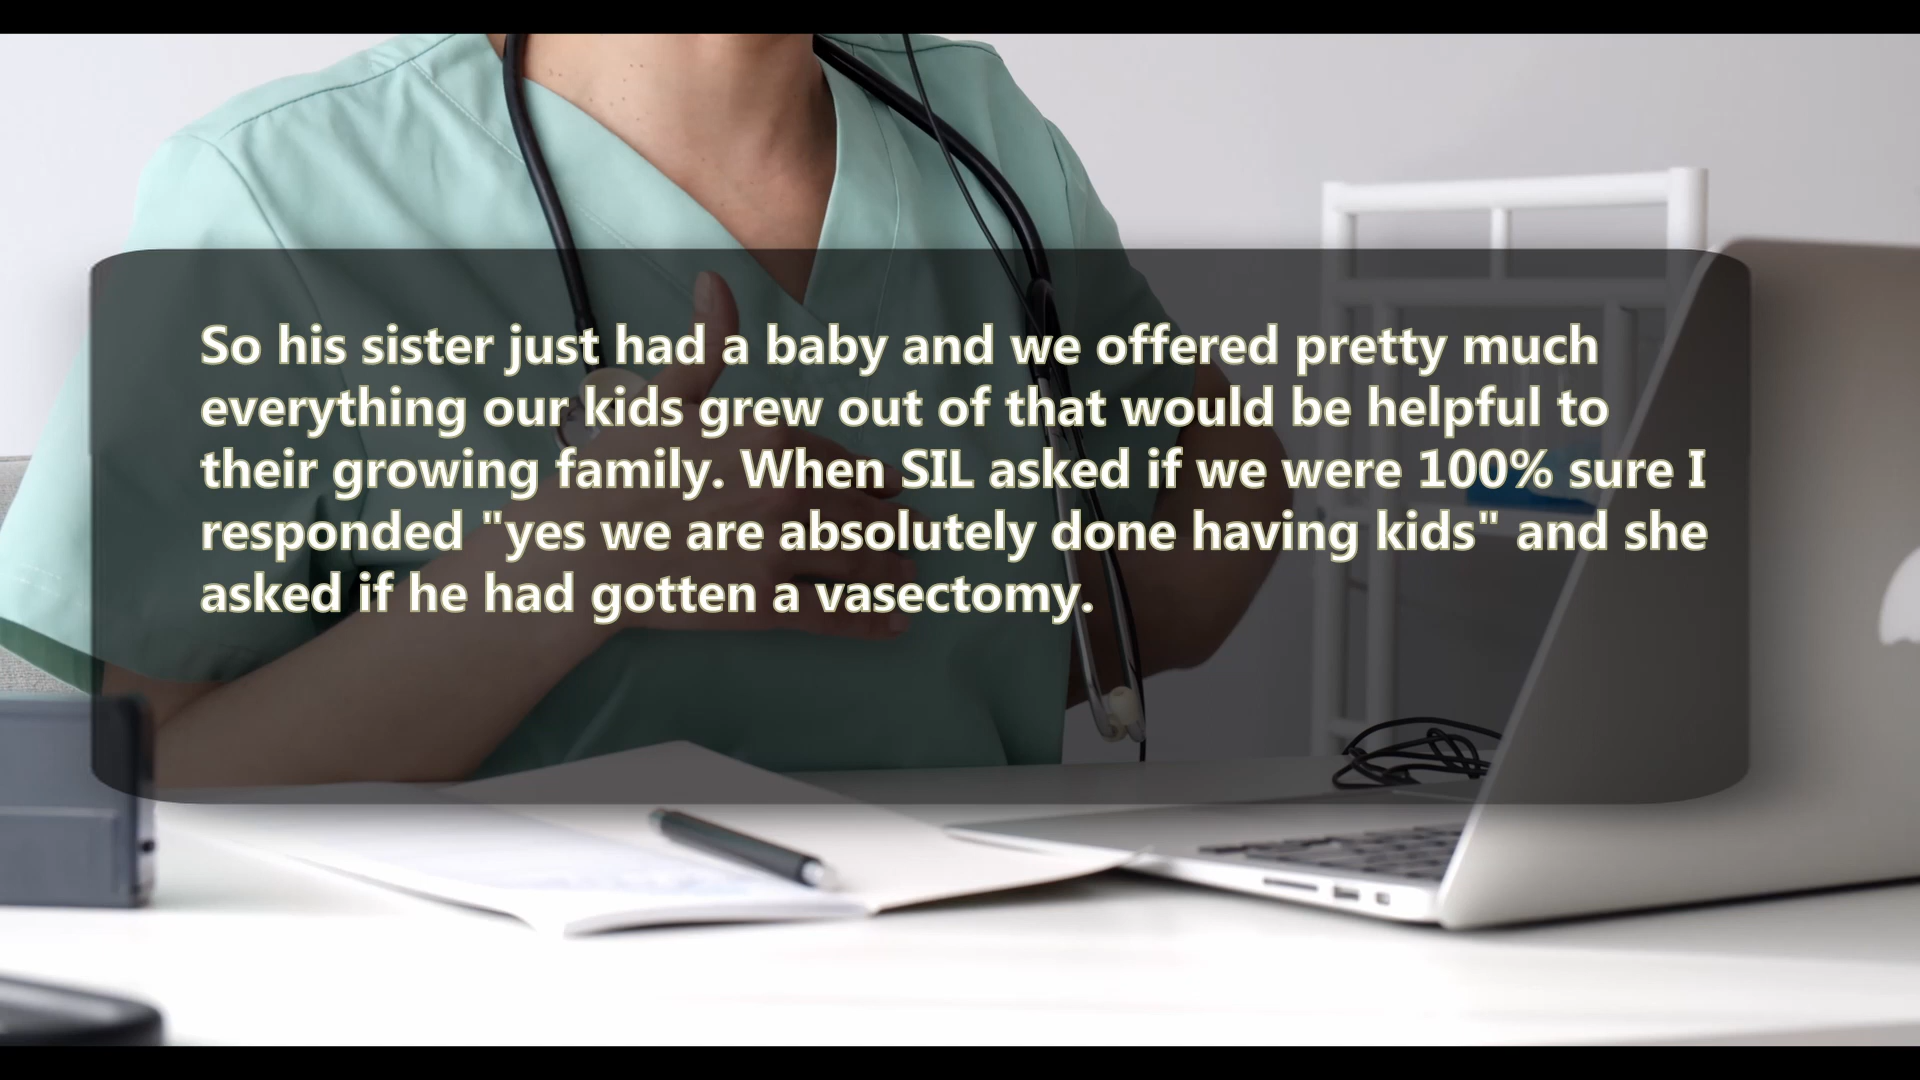 So his sister just had a baby and we offered pretty much
everything our kids grew out of that would be helpful to
their growing family. When SIL asked if we were 100% sure I
responded "yes we are absolutely done having kids" and she
asked if he had gotten a vasectomy.